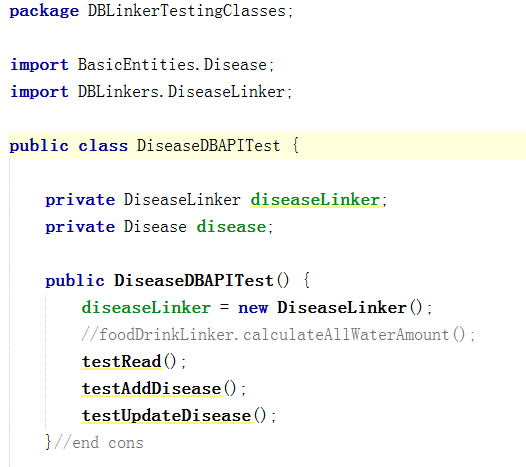 package DBLinkerTestingClasses;
import BasicEntities.Disease;
import DBLinkers.DiseaseLinker;
public class DiseaseDBAPITest {
private DiseaseLinker diseaseLinker;
private Disease disease;
public DiseaseDBAPITest() {
diseaseLinker = new DiseaseLinker();
//foodDrinkLinker.calculateAllWaterAmount();
testRead();
testAddDisease();
testUpdateDisease();
}//end cons